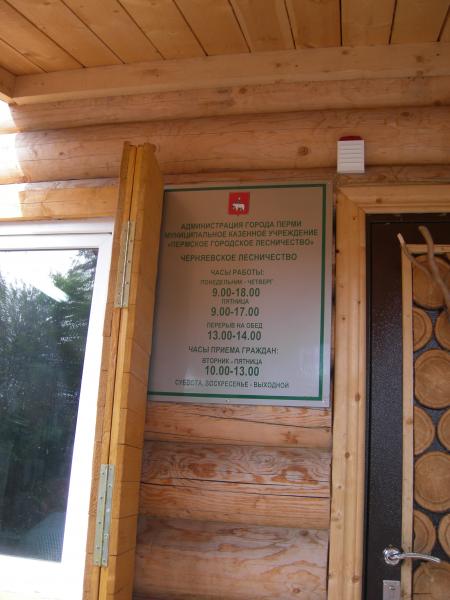 АДМИНИСТРАЦИЯ ГОРОДА ПЕРМИ
МУНИЦИПАЛЬНОЕ КАЗЕННОЕ УЧРЕЖДЕНИЕ
«ПЕРМСКОЕ ГОРОДСКОЕ ЛЕСНИЧЕСТВО»
ЧЕРНЯЕВСКОЕ ЛЕСНИЧЕСТВО
ЧАСЫ РАБОТЫ:
ПОНЕДЕЛЬНИК - ЧЕТВЕРГ
9.00-18.00
ПЯТНИЦА
9.00-17.00
ПЕРЕРЫВ НА ОБЕД
13.00-14.00
ЧАСЫ ПРИЕМА ГРАЖДАН:
ВТОРНИК - ПЯТНИЦА
10.00-13.00
СУББОТА, ВОСКРЕСЕНЬЕ - ВЫХОДНОЙ